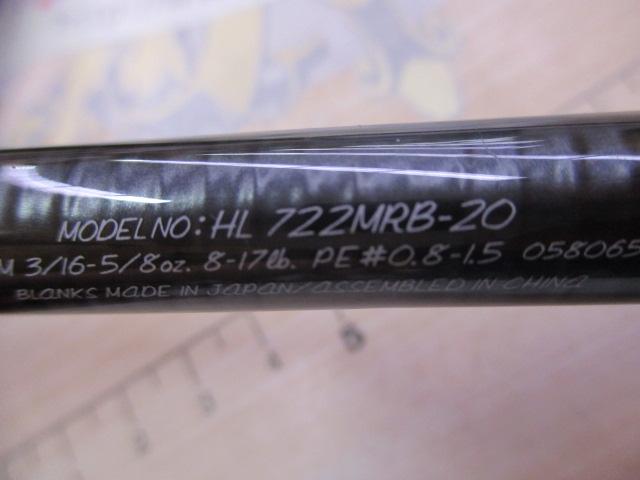 MODEL NO: HL 722MRB-20
M 3/16-5/8oz. 8-17lb. PE#0.8-1.5 058065
BLANKS MADE IN JAPAN/ASSEMBLED IN CHINA